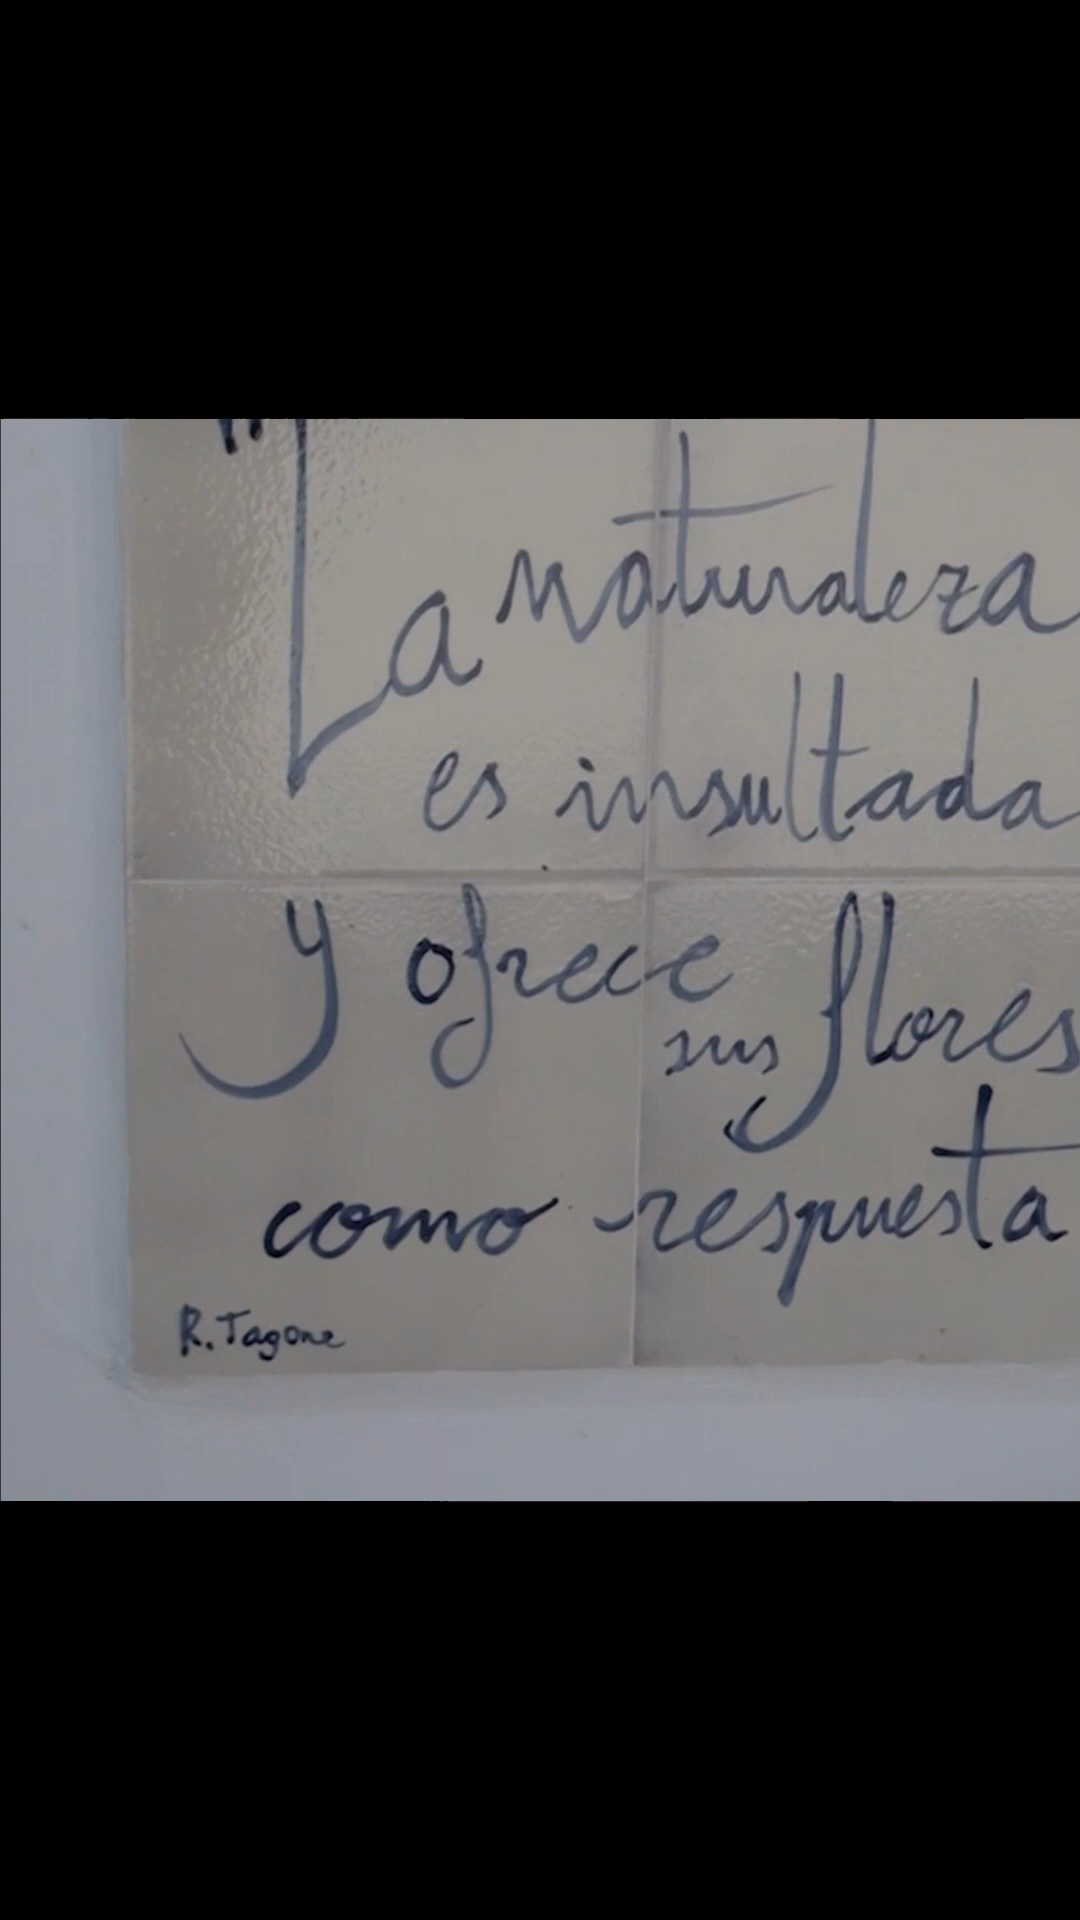 "La naturaleza
es insultada
y ofrece sus flores
como respuesta
R. Tagore